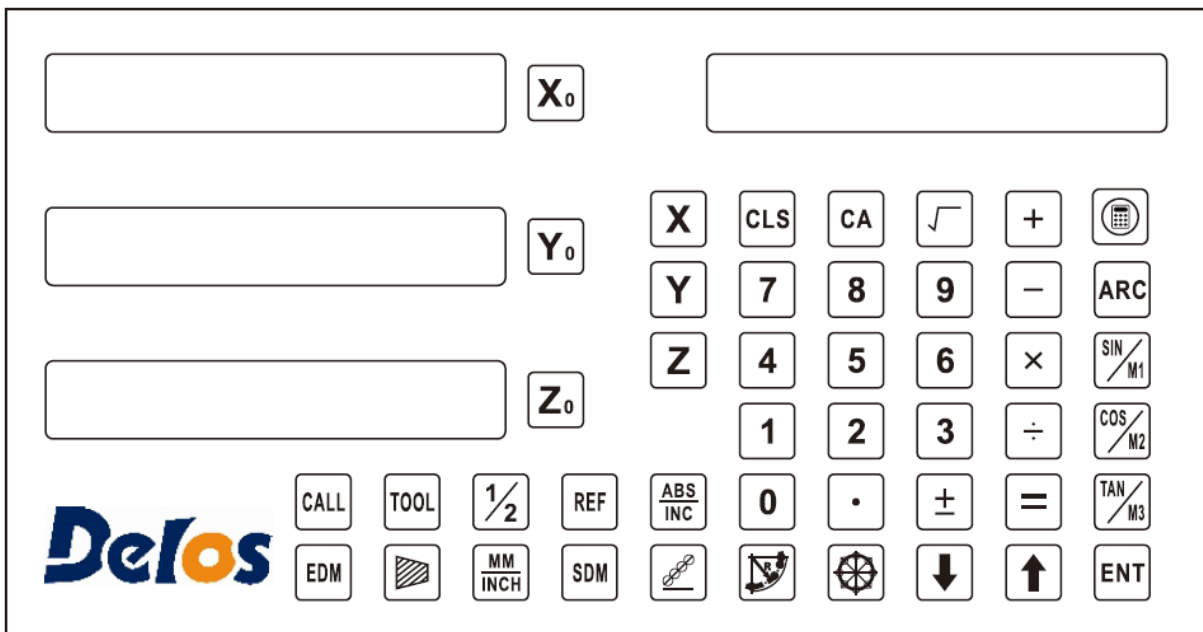 X₀
X CLS CA √ +
Y₀
Y 7 8 9 − ARC
Z 4 5 6 × SIN/M1
Z₀
1 2 3 ÷ COS/M2
CALL TOOL 1/2 REF ABS/INC 0 . ± = TAN/M3
Delos
EDM MM/INCH SDM R ⬇ ⬆ ENT